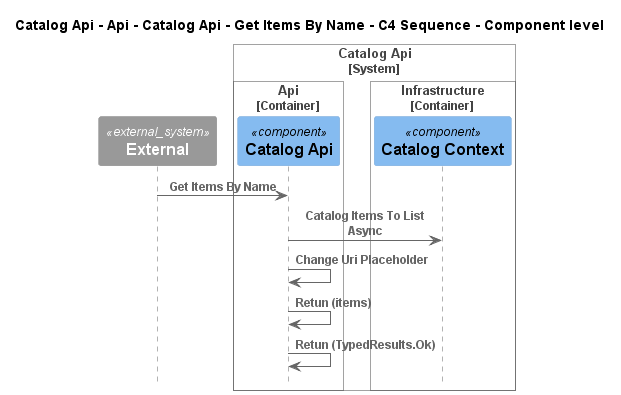 Catalog Api - Api - Catalog Api - Get Items By Name - C4 Sequence - Component level
Catalog Api
[System]
Api
[Container]
Infrastructure
[Container]
«external_system»
External
«component»
Catalog Api
«component»
Catalog Context
Get Items By Name
Catalog Items To List
Async
Change Uri Placeholder
Retun (items)
Retun (TypedResults.Ok)